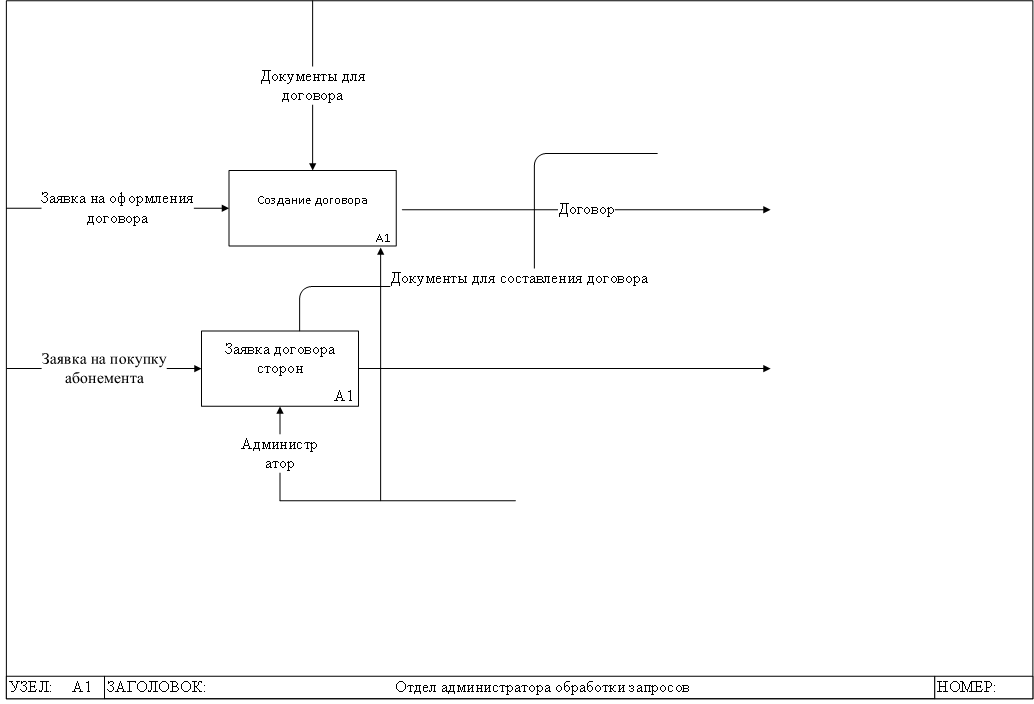 Документы для
договора
Заявка на оформления
договора
Создание договора
A1
Договор
Документы для составления договора
Заявка на покупку
абонемента
Заявка договора
сторон
A1
Администр
атор
УЗЕЛ: A1 ЗАГОЛОВОК: Отдел администратора обработки запросов НОМЕР: